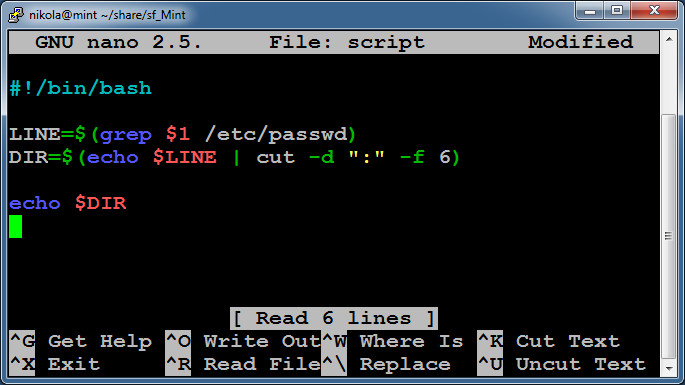 nikola@mint ~/share/sf_Mint
GNU nano 2.5. File: script Modified
#!/bin/bash
LINE=$(grep $1 /etc/passwd)
DIR=$(echo $LINE | cut -d ":" -f 6)
echo $DIR
[ Read 6 lines ]
^G Get Help ^O Write Out ^W Where Is ^K Cut Text
^X Exit ^R Read File ^\ Replace ^U Uncut Text